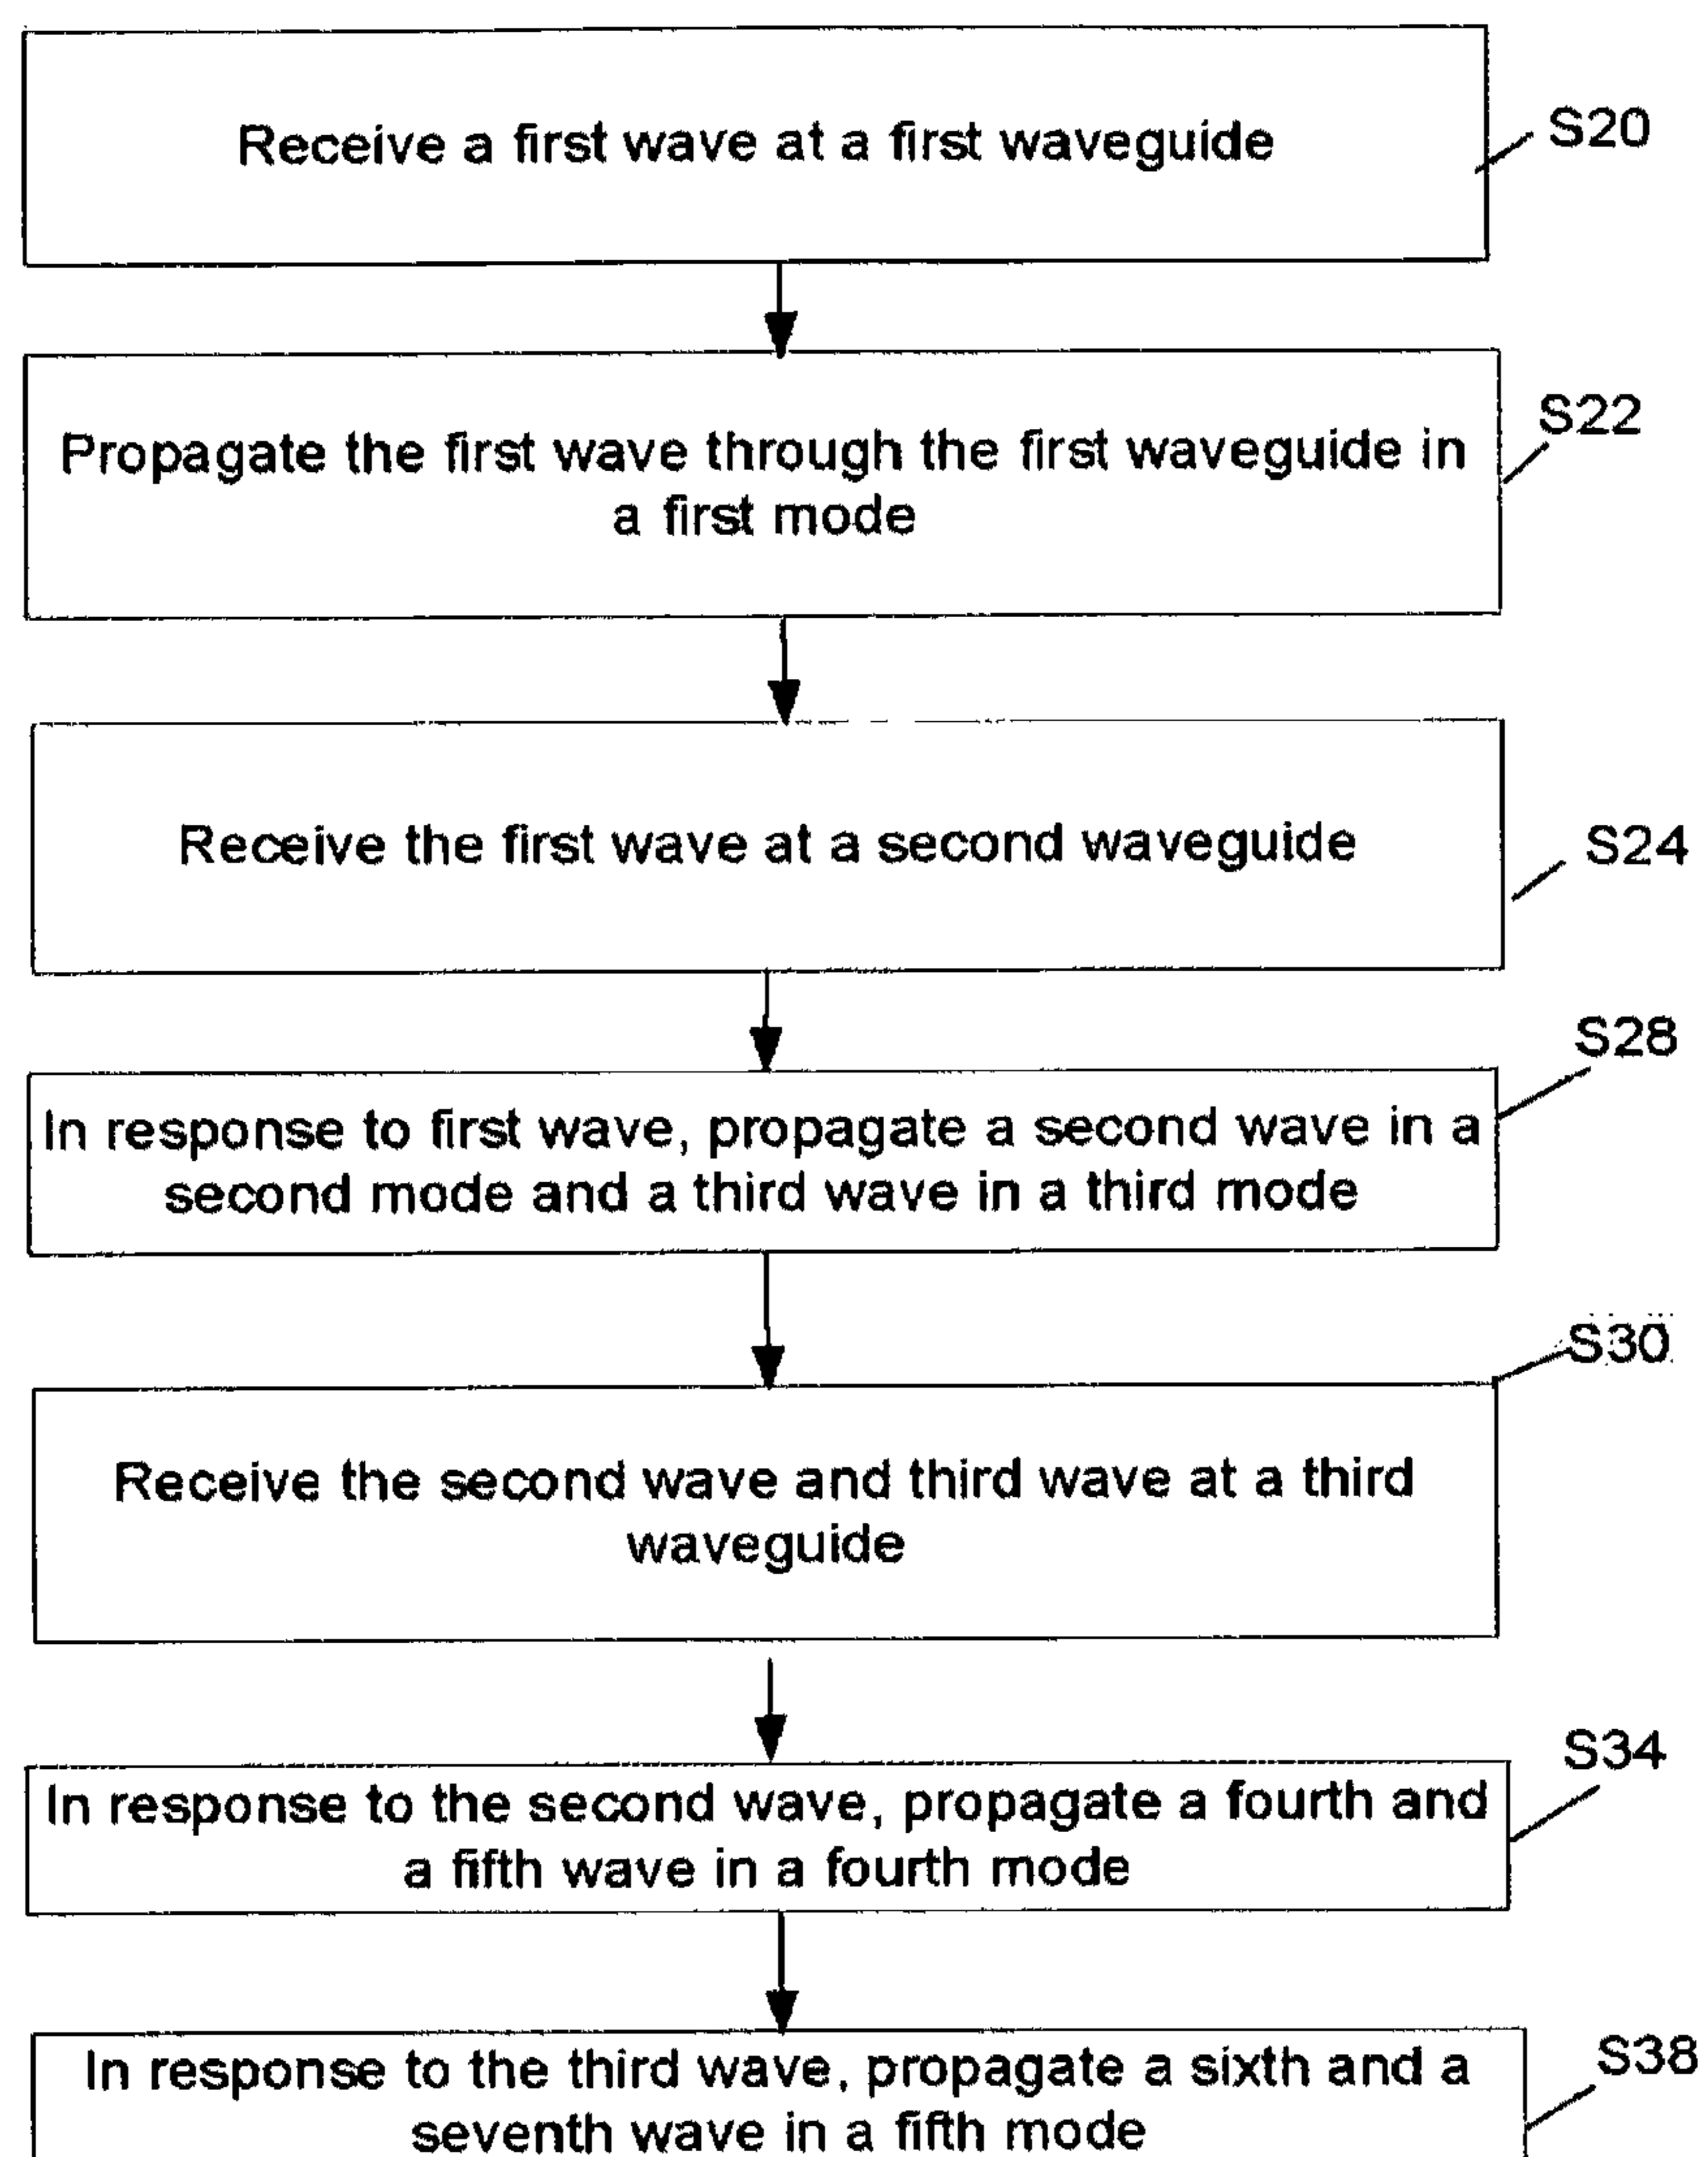 Receive a first wave at a first waveguide
S20
S22
Propagate the first wave through the first waveguide in
a first mode
Receive the first wave at a second waveguide
S24
S28
In response to first wave, propagate a second wave in a
second mode and a third wave in a third mode
S30
Receive the second wave and third wave at a third
waveguide
S34
In response to the second wave, propagate a fourth and
a fifth wave in a fourth mode
S38
In response to the third wave, propagate a sixth and a
seventh wave in a fifth mode